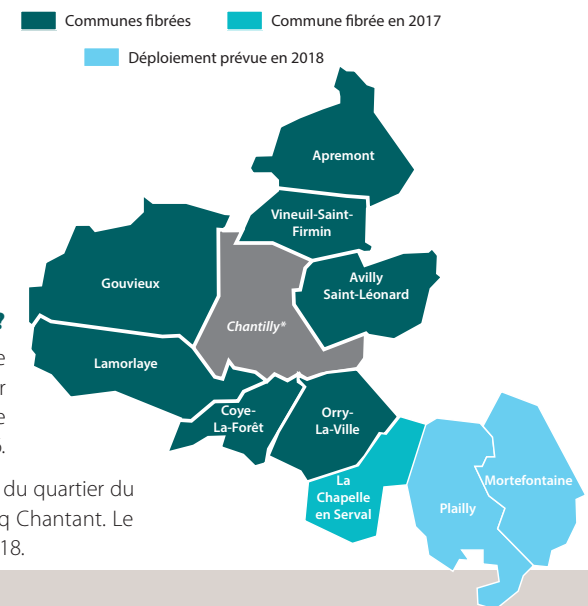 Communes fibrées
Commune fibrée en 2017
Déploiement prévue en 2018
Apremont
Vineuil-Saint-
Firmin
Gouvieux
Avilly
Saint-Léonard
Chantilly*
Lamorlaye
Coye-
La-Forêt
Orry-
La-Ville
La
Chapelle
en Serval
Plailly
Mortefontaine
?
du quartier du
Chantant. Le
18.